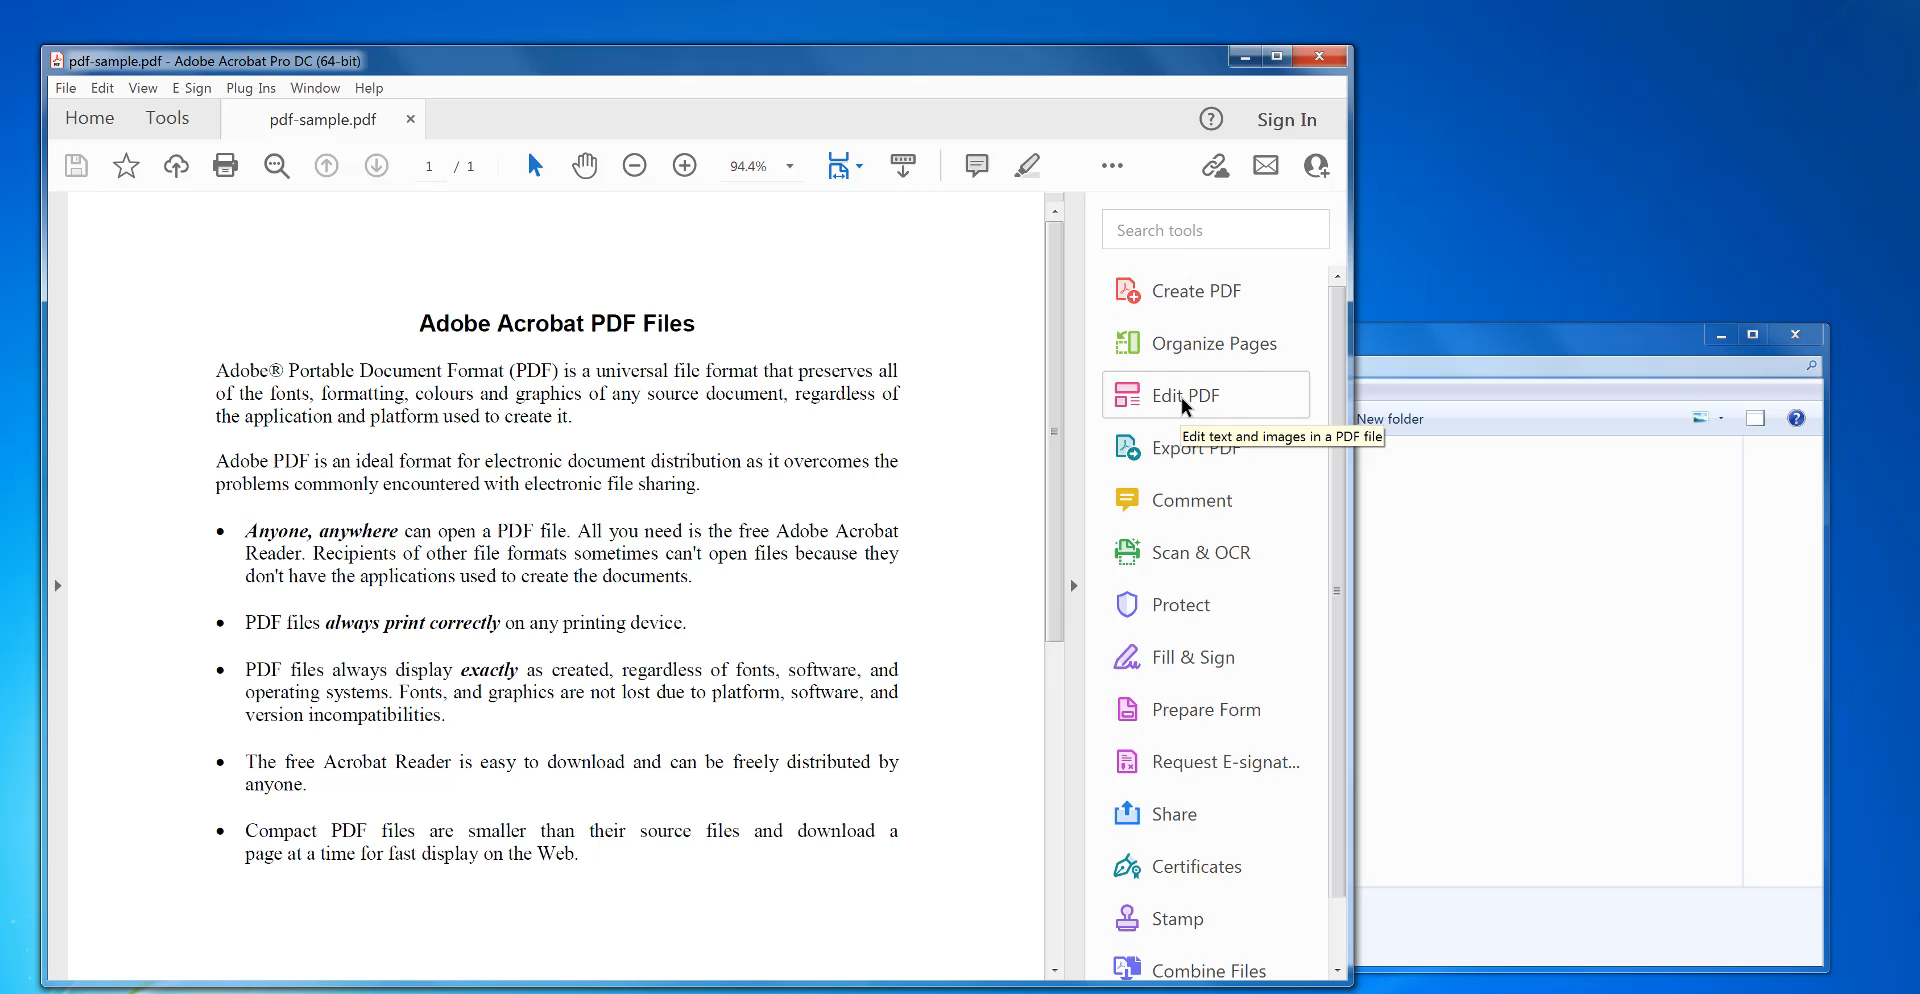 pdf-sample.pdf - Adobe Acrobat Pro DC (64-bit)
File Edit View E Sign Plug Ins Window Help
Home Tools pdf-sample.pdf Sign In
1 / 1 94.4%
Adobe Acrobat PDF Files
Adobe® Portable Document Format (PDF) is a universal file format that preserves all
of the fonts, formatting, colours and graphics of any source document, regardless of
the application and platform used to create it.
Adobe PDF is an ideal format for electronic document distribution as it overcomes the
problems commonly encountered with electronic file sharing.
• Anyone, anywhere can open a PDF file. All you need is the free Adobe Acrobat
Reader. Recipients of other file formats sometimes can't open files because they
don't have the applications used to create the documents.
• PDF files always print correctly on any printing device.
• PDF files always display exactly as created, regardless of fonts, software, and
operating systems. Fonts, and graphics are not lost due to platform, software, and
version incompatibilities.
• The free Acrobat Reader is easy to download and can be freely distributed by
anyone.
• Compact PDF files are smaller than their source files and download a
page at a time for fast display on the Web.
Search tools
Create PDF
Organize Pages
Edit PDF
Edit text and images in a PDF file
Export PDF
Comment
Scan & OCR
Protect
Fill & Sign
Prepare Form
Request E-signat...
Share
Certificates
Stamp
Combine Files
New folder